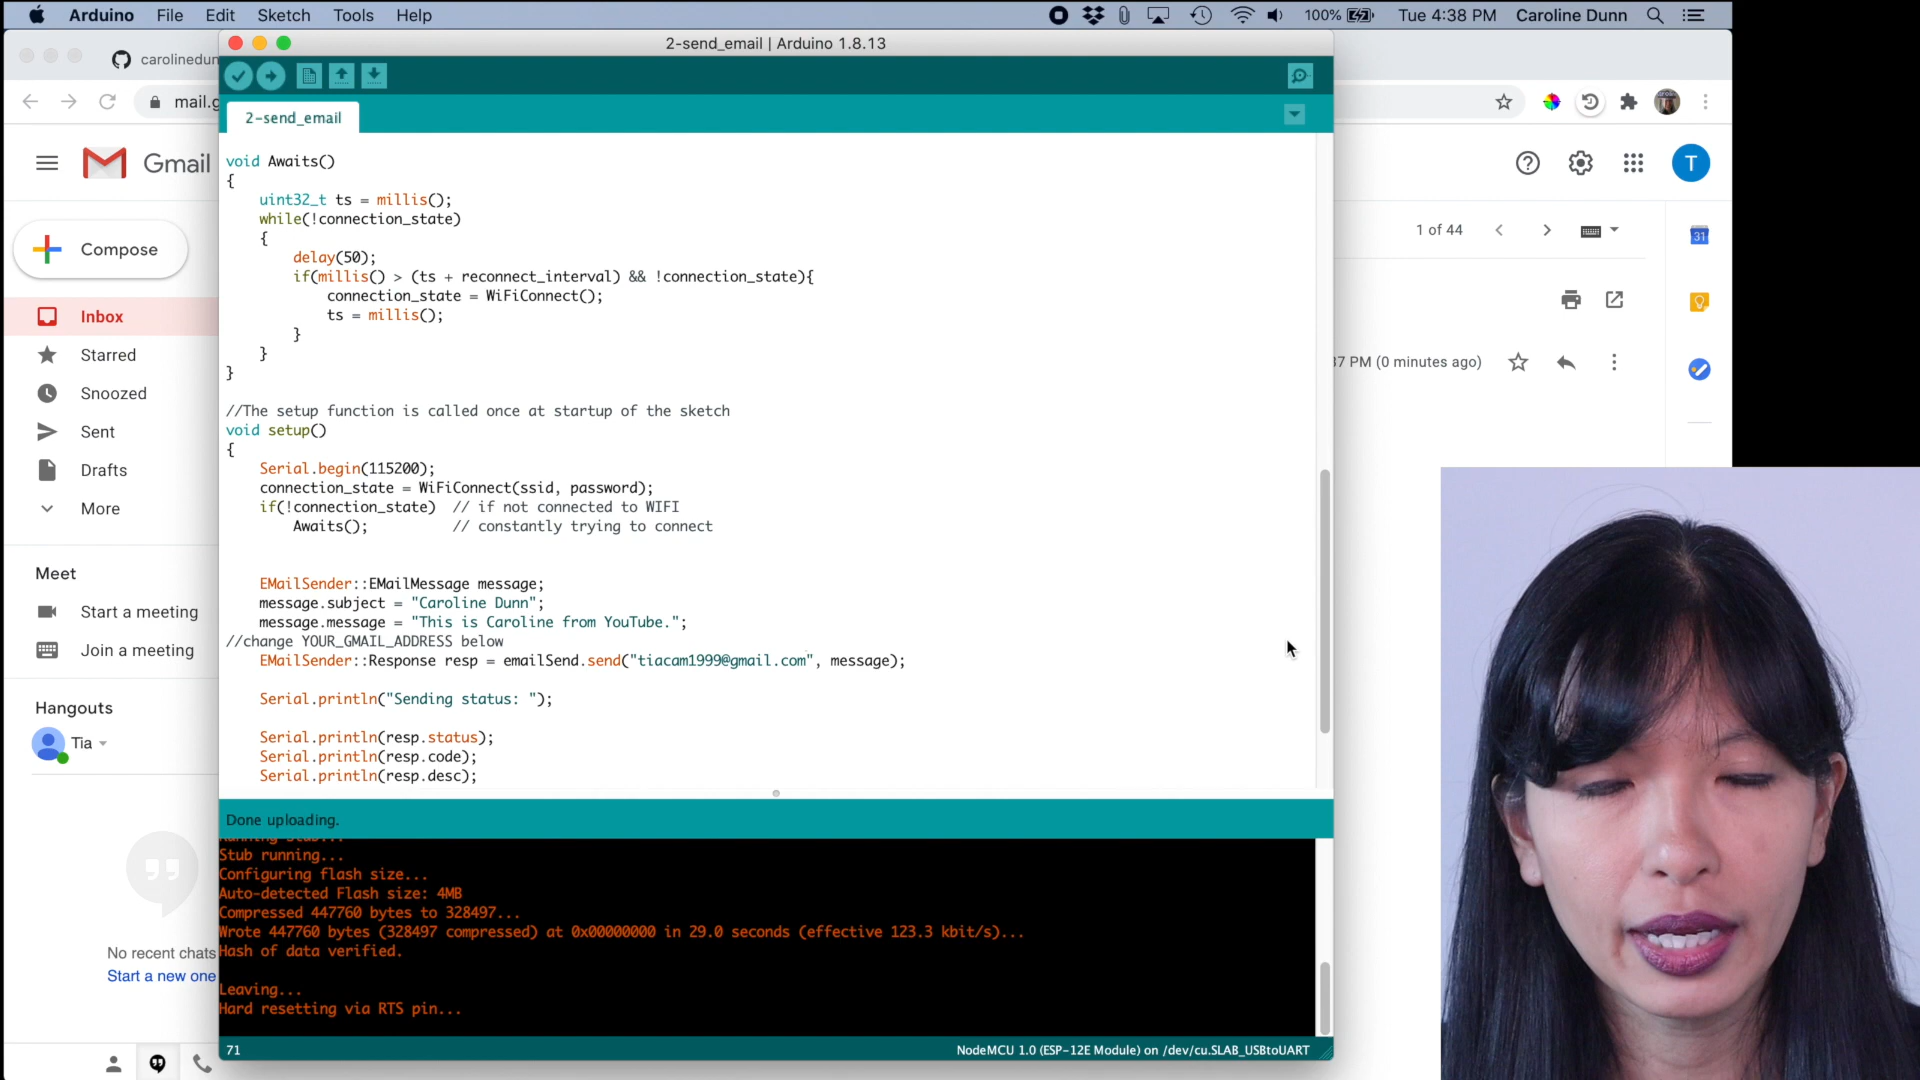 Arduino File Edit Sketch Tools Help
100% Tue 4:38 PM Caroline Dunn
2-send_email | Arduino 1.8.13
carolinedun
mail.g
2-send_email
Gmail
T
Compose
1 of 44
31
Inbox
Starred
Snoozed
Sent
Drafts
More
37 PM (0 minutes ago)
Meet
Start a meeting
Join a meeting
Hangouts
Tia
No recent chats
Start a new one
void Awaits()
{
uint32_t ts = millis();
while(!connection_state)
{
delay(50);
if(millis() > (ts + reconnect_interval) && !connection_state){
connection_state = WiFiConnect();
ts = millis();
}
}
}
//The setup function is called once at startup of the sketch
void setup()
{
Serial.begin(115200);
connection_state = WiFiConnect(ssid, password);
if(!connection_state) // if not connected to WIFI
Awaits(); // constantly trying to connect
EMailSender::EMailMessage message;
message.subject = "Caroline Dunn";
message.message = "This is Caroline from YouTube.";
//change YOUR_GMAIL_ADDRESS below
EMailSender::Response resp = emailSend.send("tiacam1999@gmail.com", message);
Serial.println("Sending status: ");
Serial.println(resp.status);
Serial.println(resp.code);
Serial.println(resp.desc);
Done uploading.
Running stub...
Stub running...
Configuring flash size...
Auto-detected Flash size: 4MB
Compressed 447760 bytes to 328497...
Wrote 447760 bytes (328497 compressed) at 0x00000000 in 29.0 seconds (effective 123.3 kbit/s)...
Hash of data verified.
Leaving...
Hard resetting via RTS pin...
71
NodeMCU 1.0 (ESP-12E Module) on /dev/cu.SLAB_USBtoUART